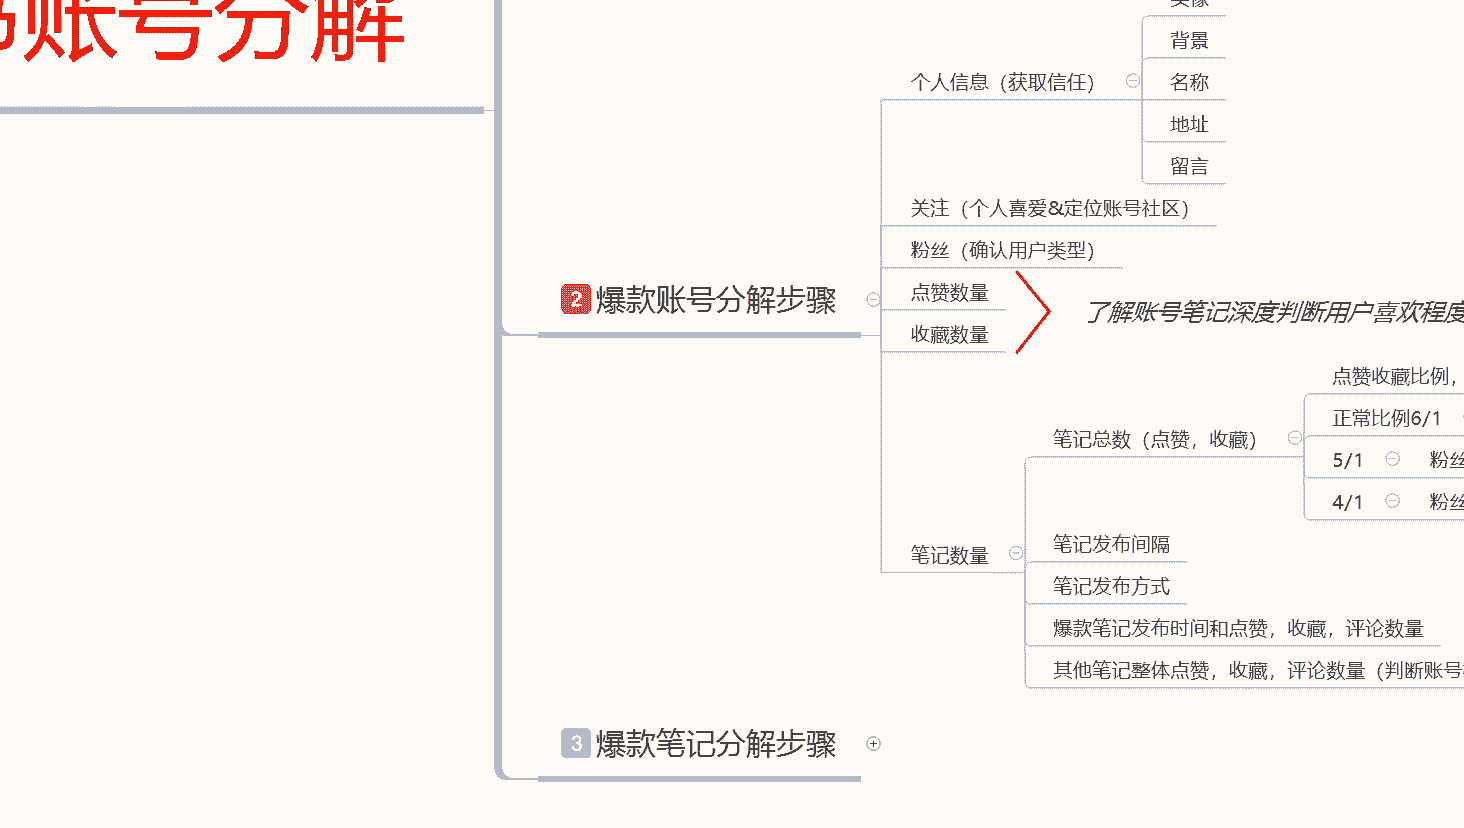 账号分解
背景
个人信息（获取信任）
名称
地址
留言
关注（个人喜爱&定位账号社区）
粉丝（确认用户类型）
2 爆款账号分解步骤
点赞数量
了解账号笔记深度判断用户喜欢程度
收藏数量
点赞收藏比例，
正常比例6/1
笔记总数（点赞，收藏）
5/1 粉丝
4/1 粉丝
笔记发布间隔
笔记数量
笔记发布方式
爆款笔记发布时间和点赞，收藏，评论数量
其他笔记整体点赞，收藏，评论数量（判断账号
3 爆款笔记分解步骤